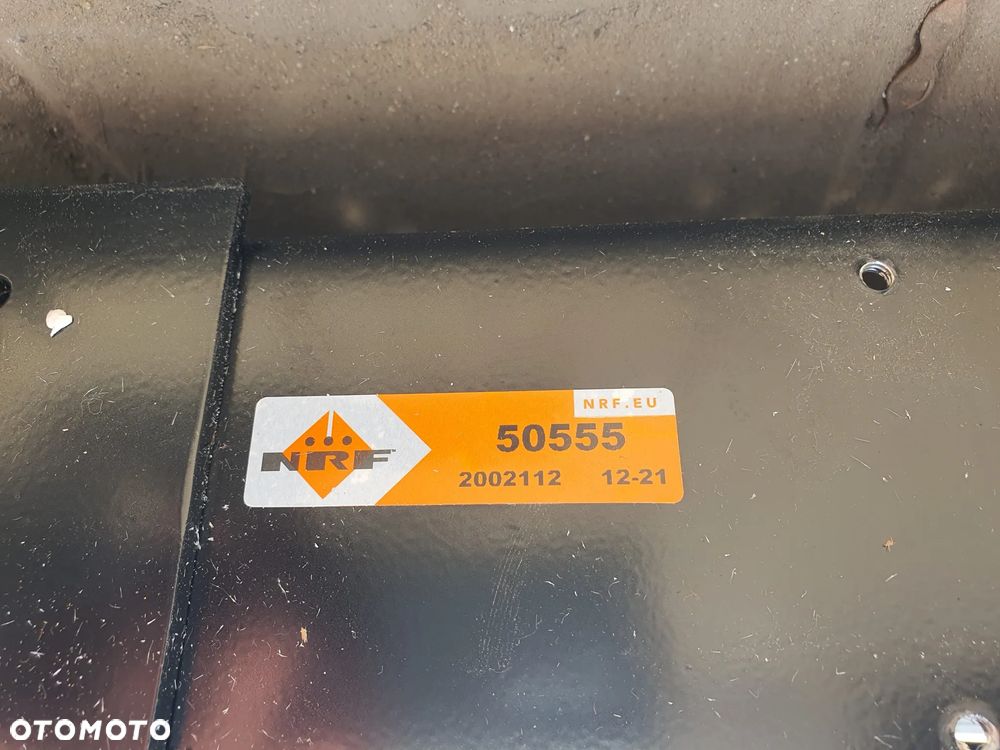 NRF.EU
50555
NRF
2002112 12-21
OTOMOTO